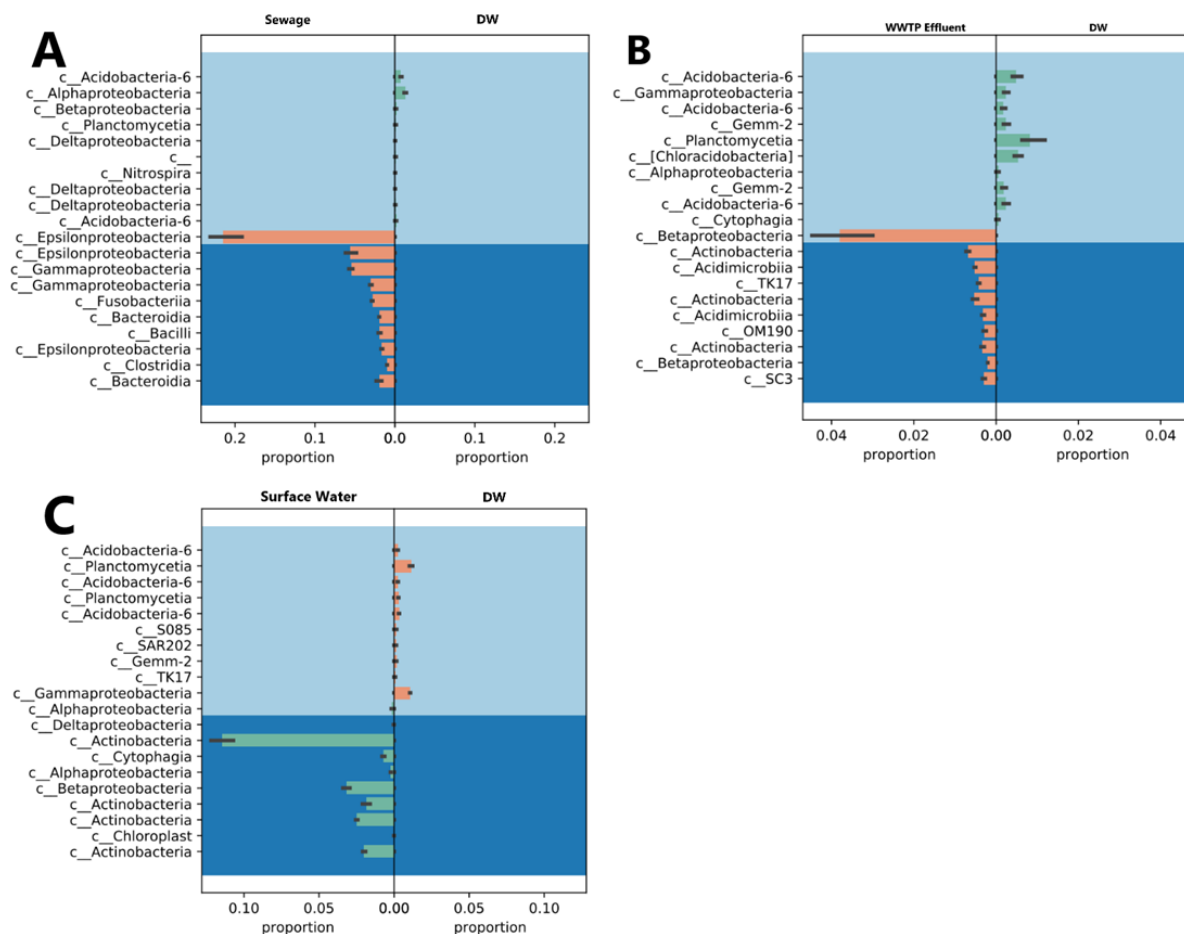 A
Sewage DW
c__Acidobacteria-6
c__Alphaproteobacteria
c__Betaproteobacteria
c__Planctomycetia
c__Deltaproteobacteria
c__
c__Nitrospira
c__Deltaproteobacteria
c__Deltaproteobacteria
c__Acidobacteria-6
c__Epsilonproteobacteria
c__Epsilonproteobacteria
c__Gammaproteobacteria
c__Gammaproteobacteria
c__Fusobacteriia
c__Bacteroidia
c__Bacilli
c__Epsilonproteobacteria
c__Clostridia
c__Bacteroidia
0.2 0.1 0.0 0.1 0.2
proportion proportion
B
WWTP Effluent DW
c__Acidobacteria-6
c__Gammaproteobacteria
c__Acidobacteria-6
c__Gemm-2
c__Planctomycetia
c__[Chloracidobacteria]
c__Alphaproteobacteria
c__Gemm-2
c__Acidobacteria-6
c__Cytophagia
c__Betaproteobacteria
c__Actinobacteria
c__Acidimicrobiia
c__TK17
c__Actinobacteria
c__Acidimicrobiia
c__OM190
c__Actinobacteria
c__Betaproteobacteria
c__SC3
0.04 0.02 0.00 0.02 0.04
proportion proportion
C
Surface Water DW
c__Acidobacteria-6
c__Planctomycetia
c__Acidobacteria-6
c__Planctomycetia
c__Acidobacteria-6
c__S085
c__SAR202
c__Gemm-2
c__TK17
c__Gammaproteobacteria
c__Alphaproteobacteria
c__Deltaproteobacteria
c__Actinobacteria
c__Cytophagia
c__Alphaproteobacteria
c__Betaproteobacteria
c__Actinobacteria
c__Actinobacteria
c__Chloroplast
c__Actinobacteria
0.10 0.05 0.00 0.05 0.10
proportion proportion